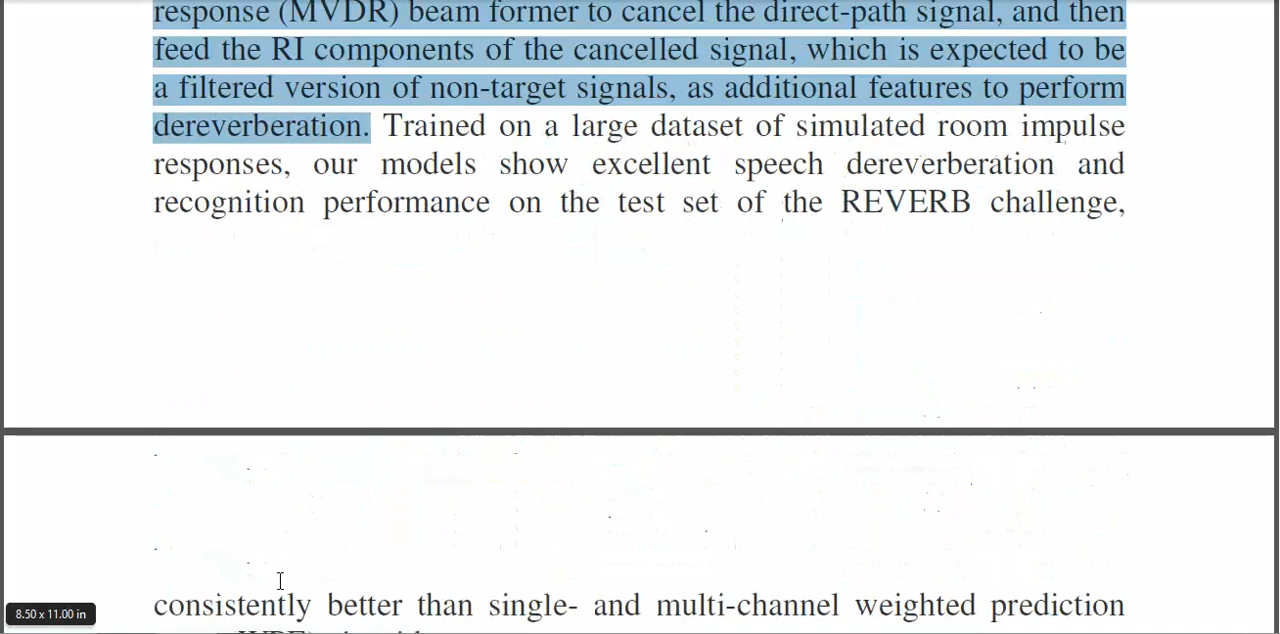 response (MVDR) beam former to cancel the direct-path signal, and then
feed the RI components of the cancelled signal, which is expected to be
a filtered version of non-target signals, as additional features to perform
dereverberation. Trained on a large dataset of simulated room impulse
responses, our models show excellent speech dereverberation and
recognition performance on the test set of the REVERB challenge,
consistently better than single- and multi-channel weighted prediction
8.50 x 11.00 in